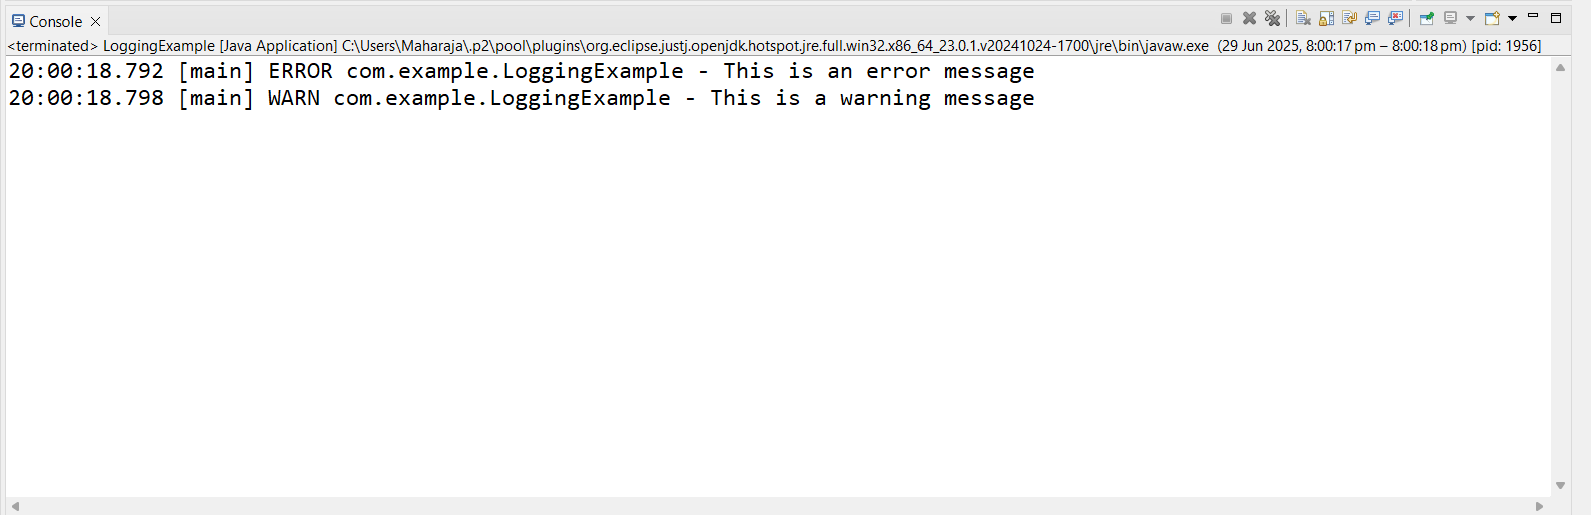 Console
<terminated> LoggingExample [Java Application] C:\Users\Maharaja\.p2\pool\plugins\org.eclipse.justj.openjdk.hotspot.jre.full.win32.x86_64_23.0.1.v20241024-1700\jre\bin\javaw.exe (29 Jun 2025, 8:00:17 pm – 8:00:18 pm) [pid: 1956]
20:00:18.792 [main] ERROR com.example.LoggingExample - This is an error message
20:00:18.798 [main] WARN com.example.LoggingExample - This is a warning message